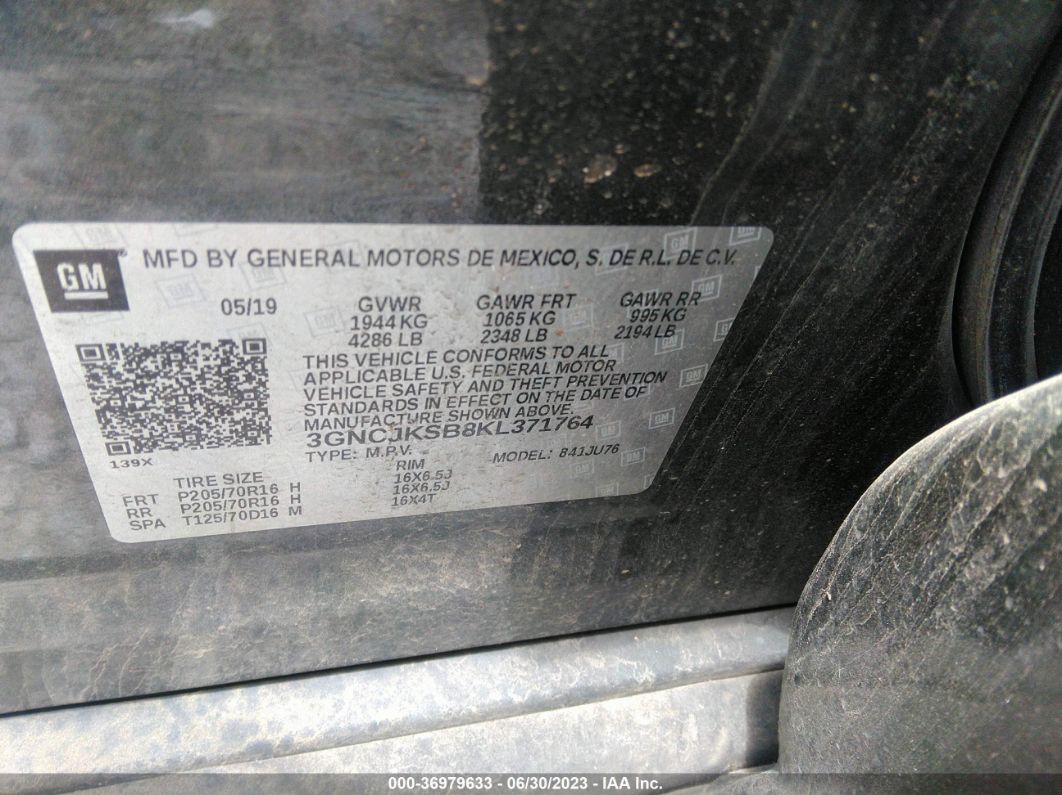 GM
MFD BY GENERAL MOTORS DE MEXICO, S. DE R.L. DE C.V.
05/19 GVWR GAWR FRT GAWR RR
1944 KG 1065 KG 995 KG
4286 LB 2348 LB 2194 LB
THIS VEHICLE CONFORMS TO ALL
APPLICABLE U.S. FEDERAL MOTOR
VEHICLE SAFETY AND THEFT PREVENTION
STANDARDS IN EFFECT ON THE DATE OF
MANUFACTURE SHOWN ABOVE.
3GNCJKSB8KL371764
TYPE: M.P.V. MODEL: 841JU76
139X
TIRE SIZE RIM
FRT P205/70R16 H 16X6.5J
RR P205/70R16 H 16X6.5J
SPA T125/70D16 M 16X4T
000-36979633 - 06/30/2023 - IAA Inc.